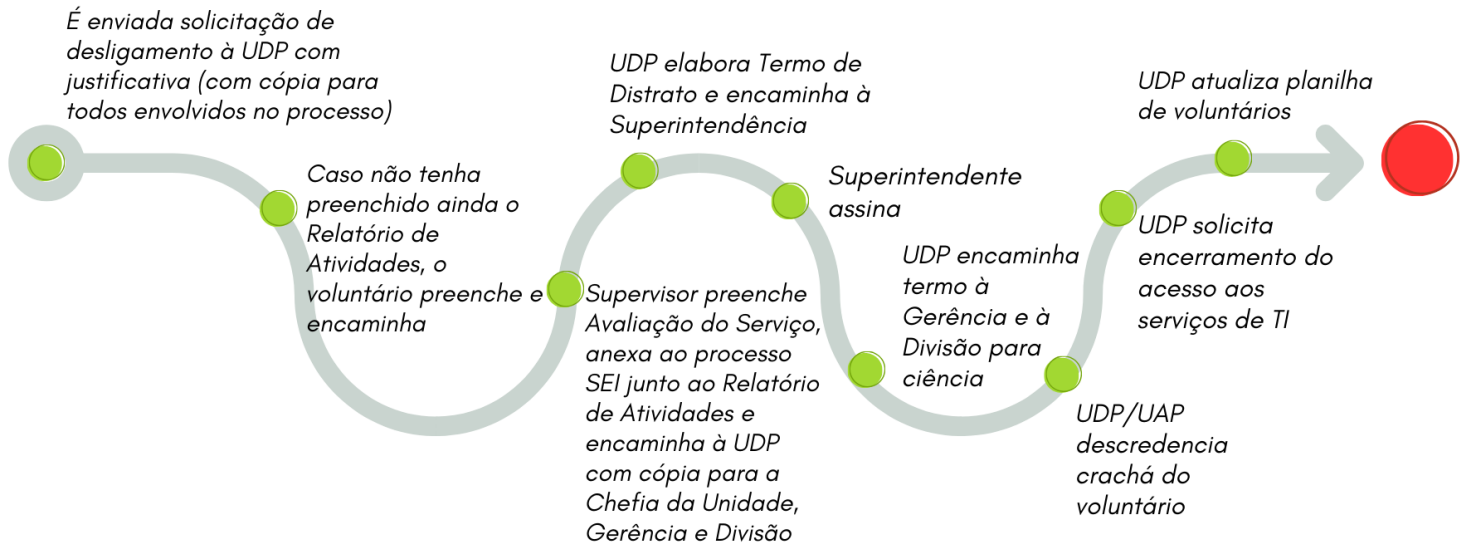 É enviada solicitação de
desligamento à UDP com
justificativa (com cópia para
todos envolvidos no processo)
Caso não tenha
preenchido ainda o
Relatório de
Atividades, o
voluntário preenche e
encaminha
Supervisor preenche
Avaliação do Serviço,
anexa ao processo
SEI junto ao Relatório
de Atividades e
encaminha à UDP
com cópia para a
Chefia da Unidade,
Gerência e Divisão
UDP elabora Termo de
Distrato e encaminha à
Superintendência
Superintendente
assina
UDP encaminha
termo à
Gerência e à
Divisão para
ciência
UDP/UAP
descredencia
crachá do
voluntário
UDP solicita
encerramento do
acesso aos
serviços de TI
UDP atualiza planilha
de voluntários